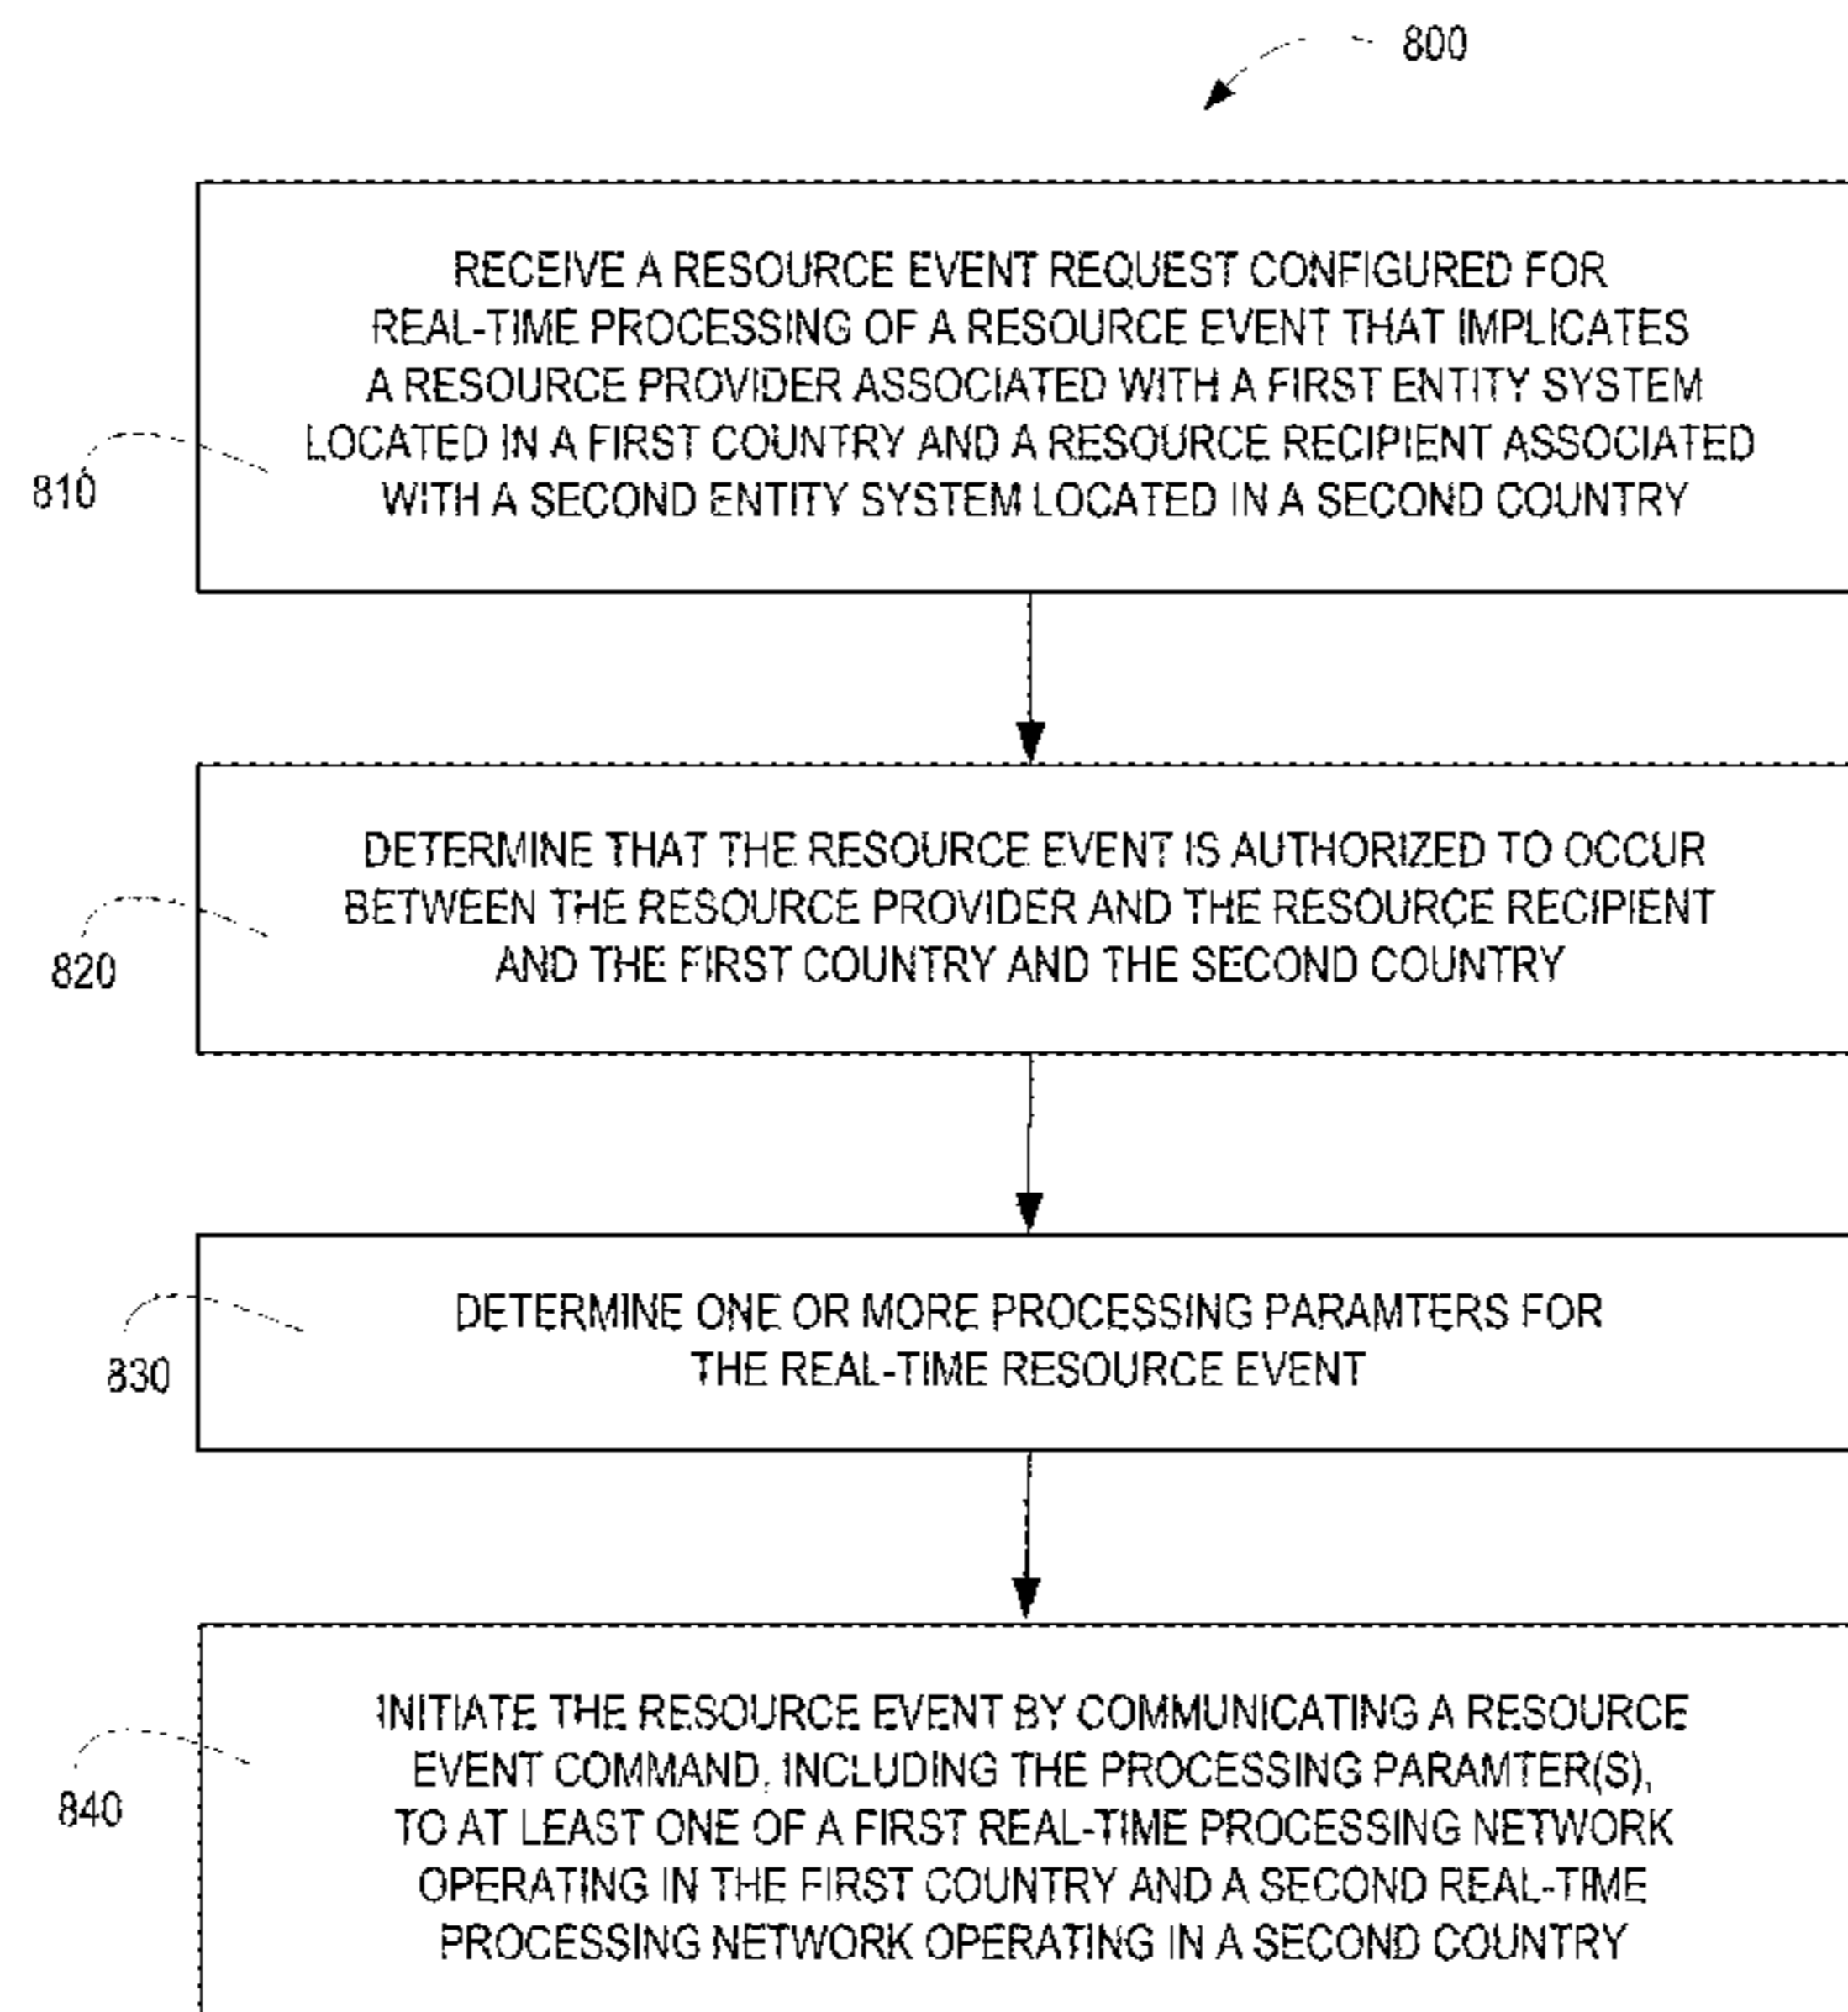 800
RECEIVE A RESOURCE EVENT REQUEST CONFIGURED FOR
REAL-TIME PROCESSING OF A RESOURCE EVENT THAT IMPLICATES
A RESOURCE PROVIDER ASSOCIATED WITH A FIRST ENTITY SYSTEM
LOCATED IN A FIRST COUNTRY AND A RESOURCE RECIPIENT ASSOCIATED
WITH A SECOND ENTITY SYSTEM LOCATED IN A SECOND COUNTRY
810
DETERMINE THAT THE RESOURCE EVENT IS AUTHORIZED TO OCCUR
BETWEEN THE RESOURCE PROVIDER AND THE RESOURCE RECIPIENT
AND THE FIRST COUNTRY AND THE SECOND COUNTRY
820
DETERMINE ONE OR MORE PROCESSING PARAMTERS FOR
THE REAL-TIME RESOURCE EVENT
830
INITIATE THE RESOURCE EVENT BY COMMUNICATING A RESOURCE
EVENT COMMAND, INCLUDING THE PROCESSING PARAMTER(S),
TO AT LEAST ONE OF A FIRST REAL-TIME PROCESSING NETWORK
OPERATING IN THE FIRST COUNTRY AND A SECOND REAL-TIME
PROCESSING NETWORK OPERATING IN A SECOND COUNTRY
840